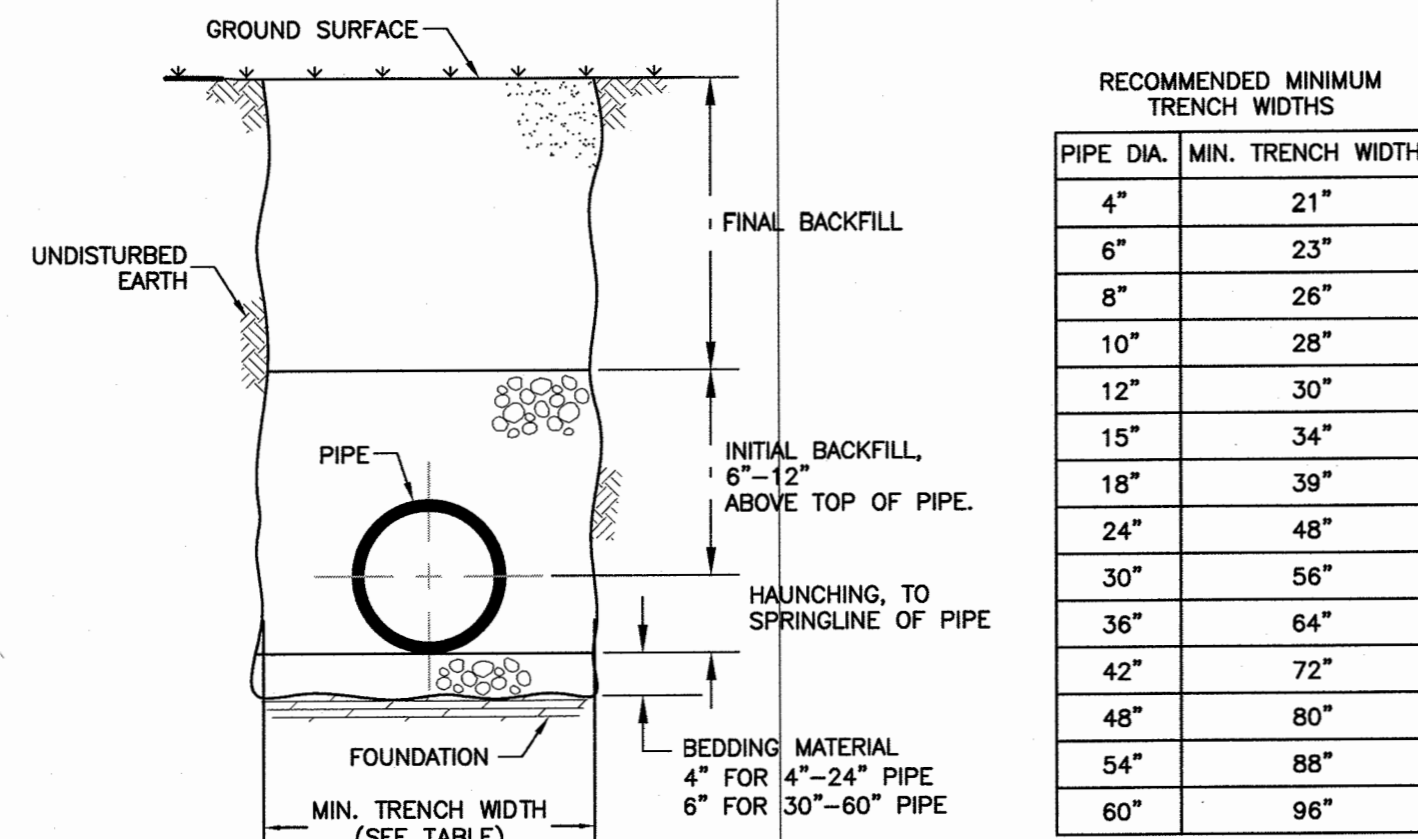 GROUND SURFACE
UNDISTURBED
EARTH
FINAL BACKFILL
PIPE
INITIAL BACKFILL,
6"-12"
ABOVE TOP OF PIPE.
HAUNCHING, TO
SPRINGLINE OF PIPE
FOUNDATION
BEDDING MATERIAL
4" FOR 4"-24" PIPE
6" FOR 30"-60" PIPE
MIN. TRENCH WIDTH
(SEE TABLE)
RECOMMENDED MINIMUM
TRENCH WIDTHS
PIPE DIA. MIN. TRENCH WIDTH
4" 21"
6" 23"
8" 26"
10" 28"
12" 30"
15" 34"
18" 39"
24" 48"
30" 56"
36" 64"
42" 72"
48" 80"
54" 88"
60" 96"